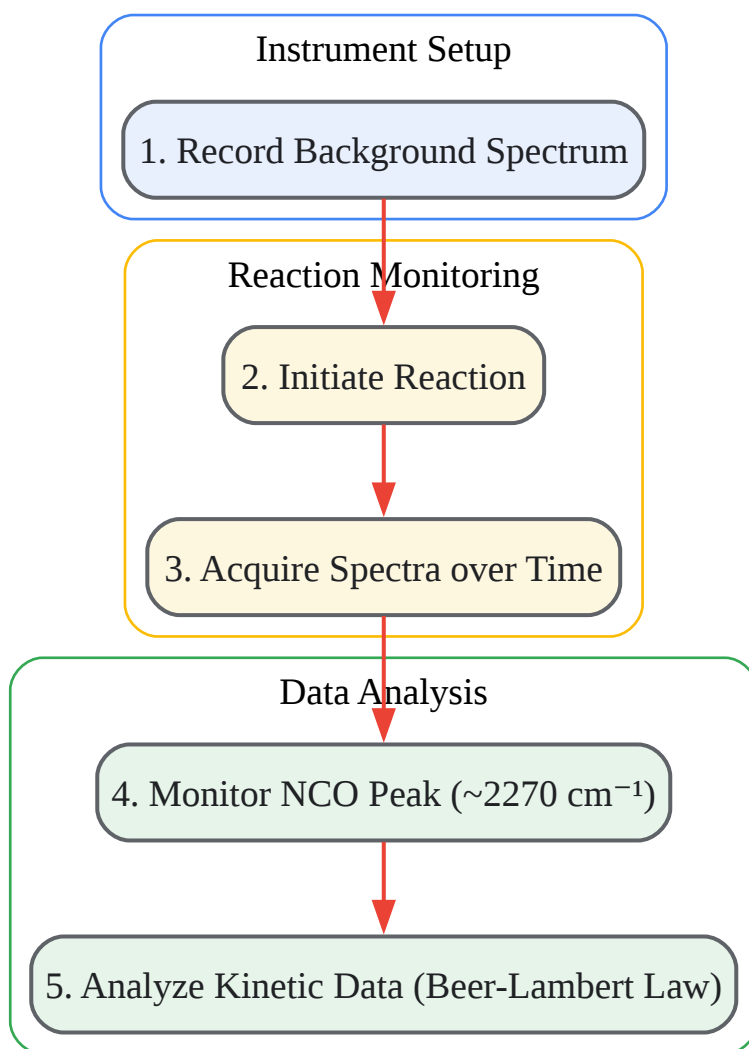 Instrument Setup
1. Record Background Spectrum
Reaction Monitoring
2. Initiate Reaction
3. Acquire Spectra over Time
Data Analysis
4. Monitor NCO Peak (~2270 cm⁻¹)
5. Analyze Kinetic Data (Beer-Lambert Law)